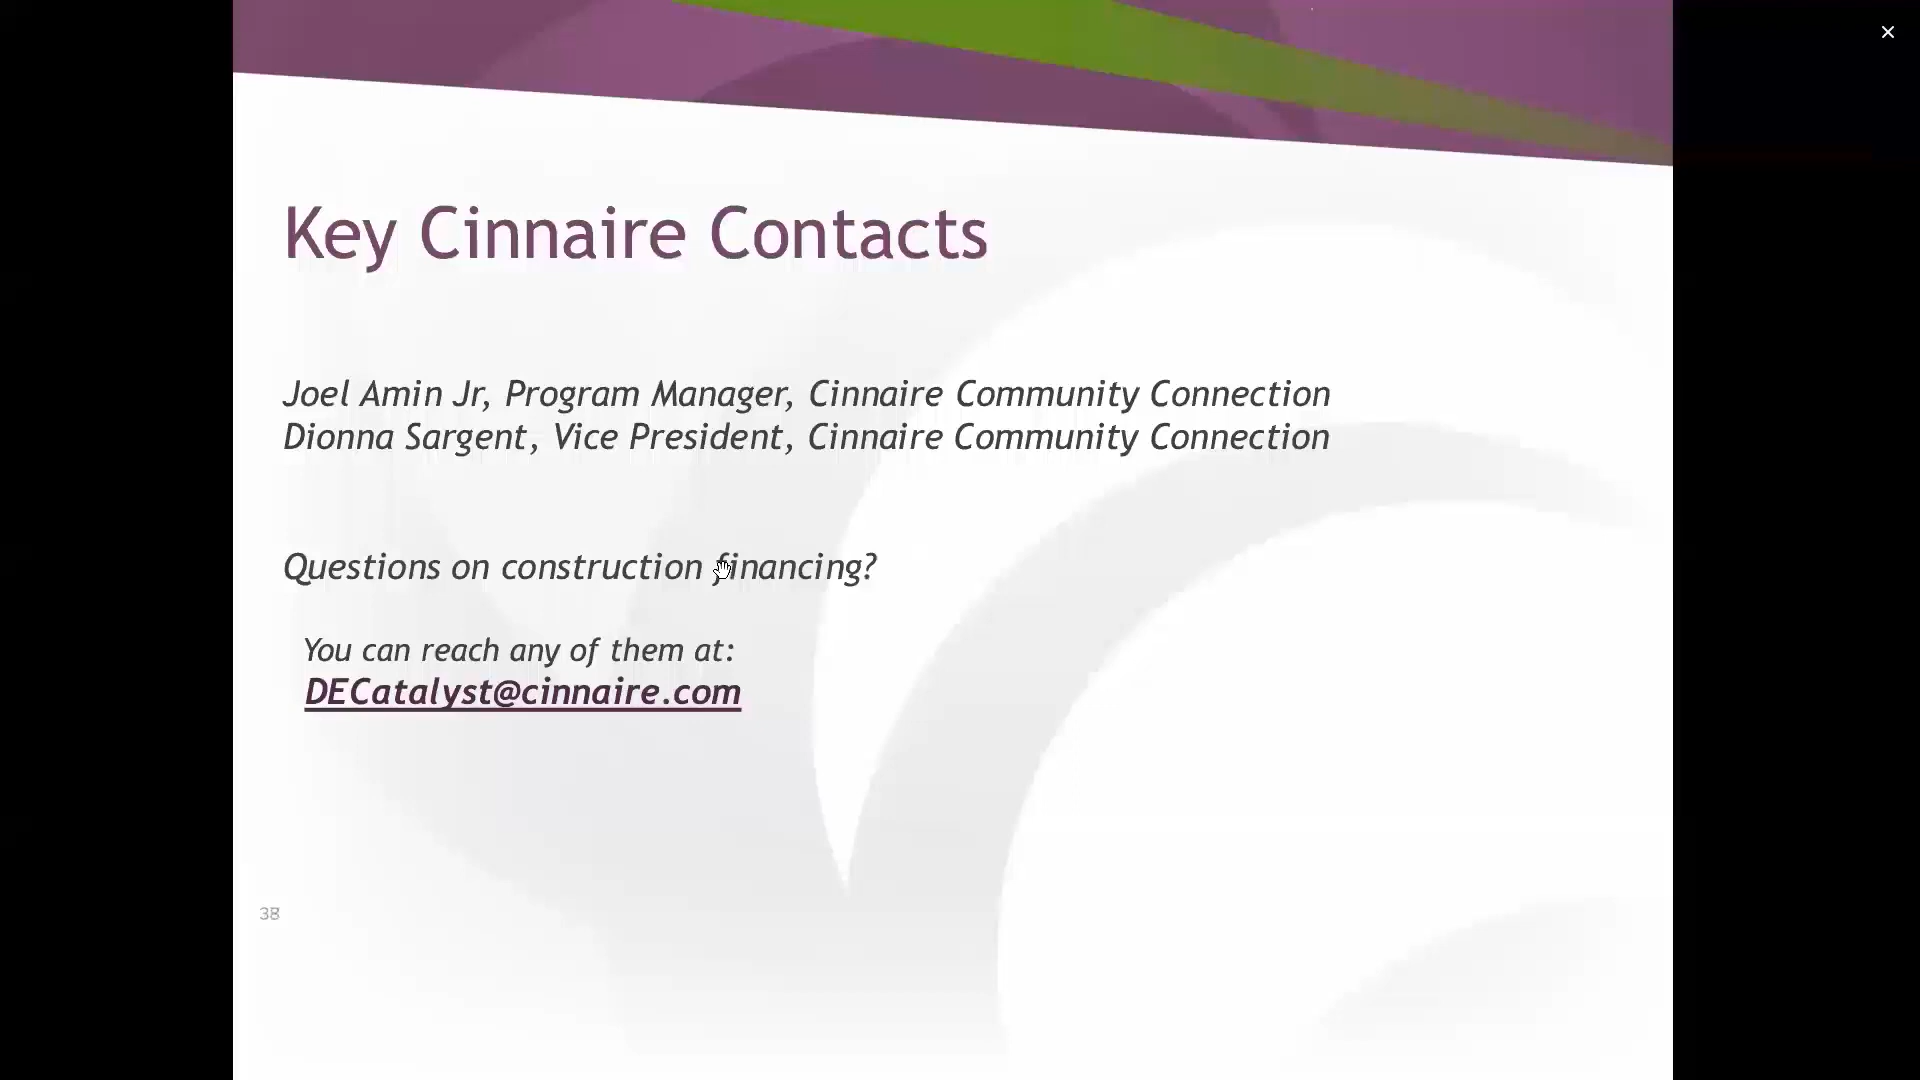 Key Cinnaire Contacts
Joel Amin Jr, Program Manager, Cinnaire Community Connection
Dionna Sargent, Vice President, Cinnaire Community Connection
Questions on construction financing?
You can reach any of them at:
DECatalyst@cinnaire.com
38